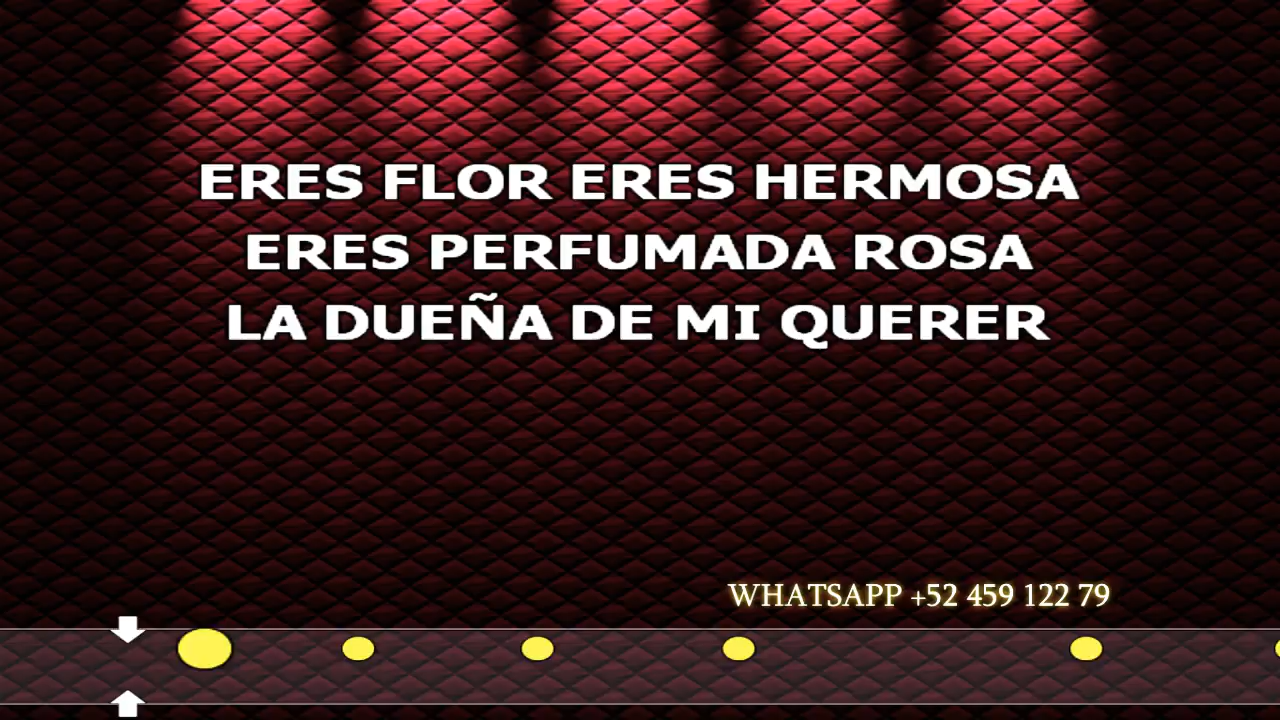 ERES FLOR ERES HERMOSA
ERES PERFUMADA ROSA
LA DUEÑA DE MI QUERER
WHATSAPP +52 459 122 79